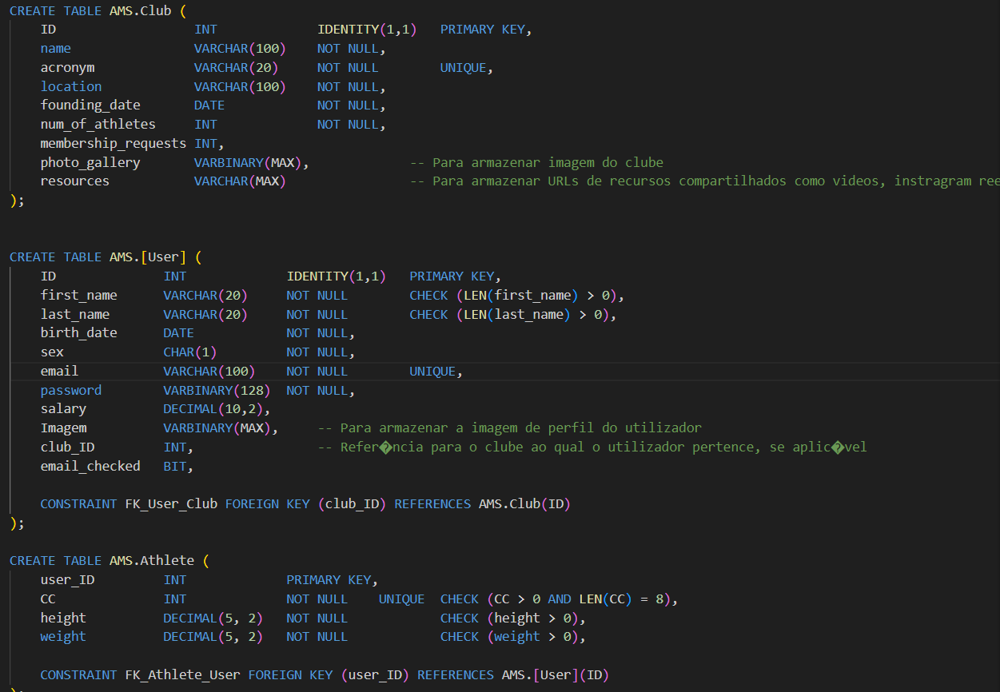 CREATE TABLE AMS.Club (
ID INT IDENTITY(1,1) PRIMARY KEY,
name VARCHAR(100) NOT NULL,
acronym VARCHAR(20) NOT NULL UNIQUE,
location VARCHAR(100) NOT NULL,
founding_date DATE NOT NULL,
num_of_athletes INT NOT NULL,
membership_requests INT,
photo_gallery VARBINARY(MAX), -- Para armazenar imagem do clube
resources VARCHAR(MAX) -- Para armazenar URLs de recursos compartilhados como videos, instragram ree
);
CREATE TABLE AMS.[User] (
ID INT IDENTITY(1,1) PRIMARY KEY,
first_name VARCHAR(20) NOT NULL CHECK (LEN(first_name) > 0),
last_name VARCHAR(20) NOT NULL CHECK (LEN(last_name) > 0),
birth_date DATE NOT NULL,
sex CHAR(1) NOT NULL,
email VARCHAR(100) NOT NULL UNIQUE,
password VARBINARY(128) NOT NULL,
salary DECIMAL(10,2),
Imagem VARBINARY(MAX), -- Para armazenar a imagem de perfil do utilizador
club_ID INT, -- Refer�ncia para o clube ao qual o utilizador pertence, se aplic�vel
email_checked BIT,
CONSTRAINT FK_User_Club FOREIGN KEY (club_ID) REFERENCES AMS.Club(ID)
);
CREATE TABLE AMS.Athlete (
user_ID INT PRIMARY KEY,
CC INT NOT NULL UNIQUE CHECK (CC > 0 AND LEN(CC) = 8),
height DECIMAL(5, 2) NOT NULL CHECK (height > 0),
weight DECIMAL(5, 2) NOT NULL CHECK (weight > 0),
CONSTRAINT FK_Athlete_User FOREIGN KEY (user_ID) REFERENCES AMS.[User](ID)
);